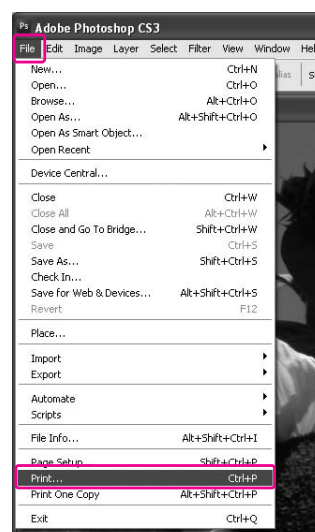 Ps Adobe Photoshop CS3
File Edit Image Layer Select Filter View Window Hel
New... Ctrl+N
Open... Ctrl+O
Browse... Alt+Ctrl+O
Open As... Alt+Shift+Ctrl+O
Open As Smart Object...
Open Recent
Device Central...
Close Ctrl+W
Close All Alt+Ctrl+W
Close and Go To Bridge... Shift+Ctrl+W
Save Ctrl+S
Save As... Shift+Ctrl+S
Check In...
Save for Web & Devices... Alt+Shift+Ctrl+S
Revert F12
Place...
Import
Export
Automate
Scripts
File Info... Alt+Shift+Ctrl+I
Page Setup... Shift+Ctrl+P
Print... Ctrl+P
Print One Copy Alt+Shift+Ctrl+P
Exit Ctrl+Q